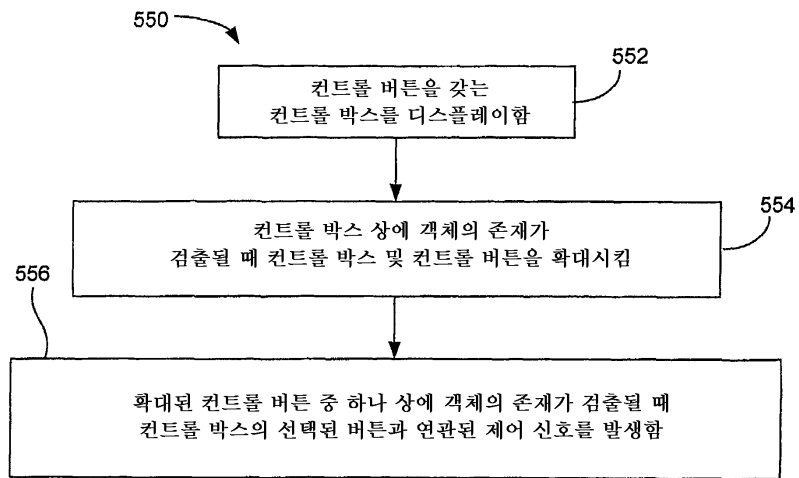 550
552
컨트롤 버튼을 갖는
컨트롤 박스를 디스플레이함
554
컨트롤 박스 상에 객체의 존재가
검출될 때 컨트롤 박스 및 컨트롤 버튼을 확대시킴
556
확대된 컨트롤 버튼 중 하나 상에 객체의 존재가 검출될 때
컨트롤 박스의 선택된 버튼과 연관된 제어 신호를 발생함